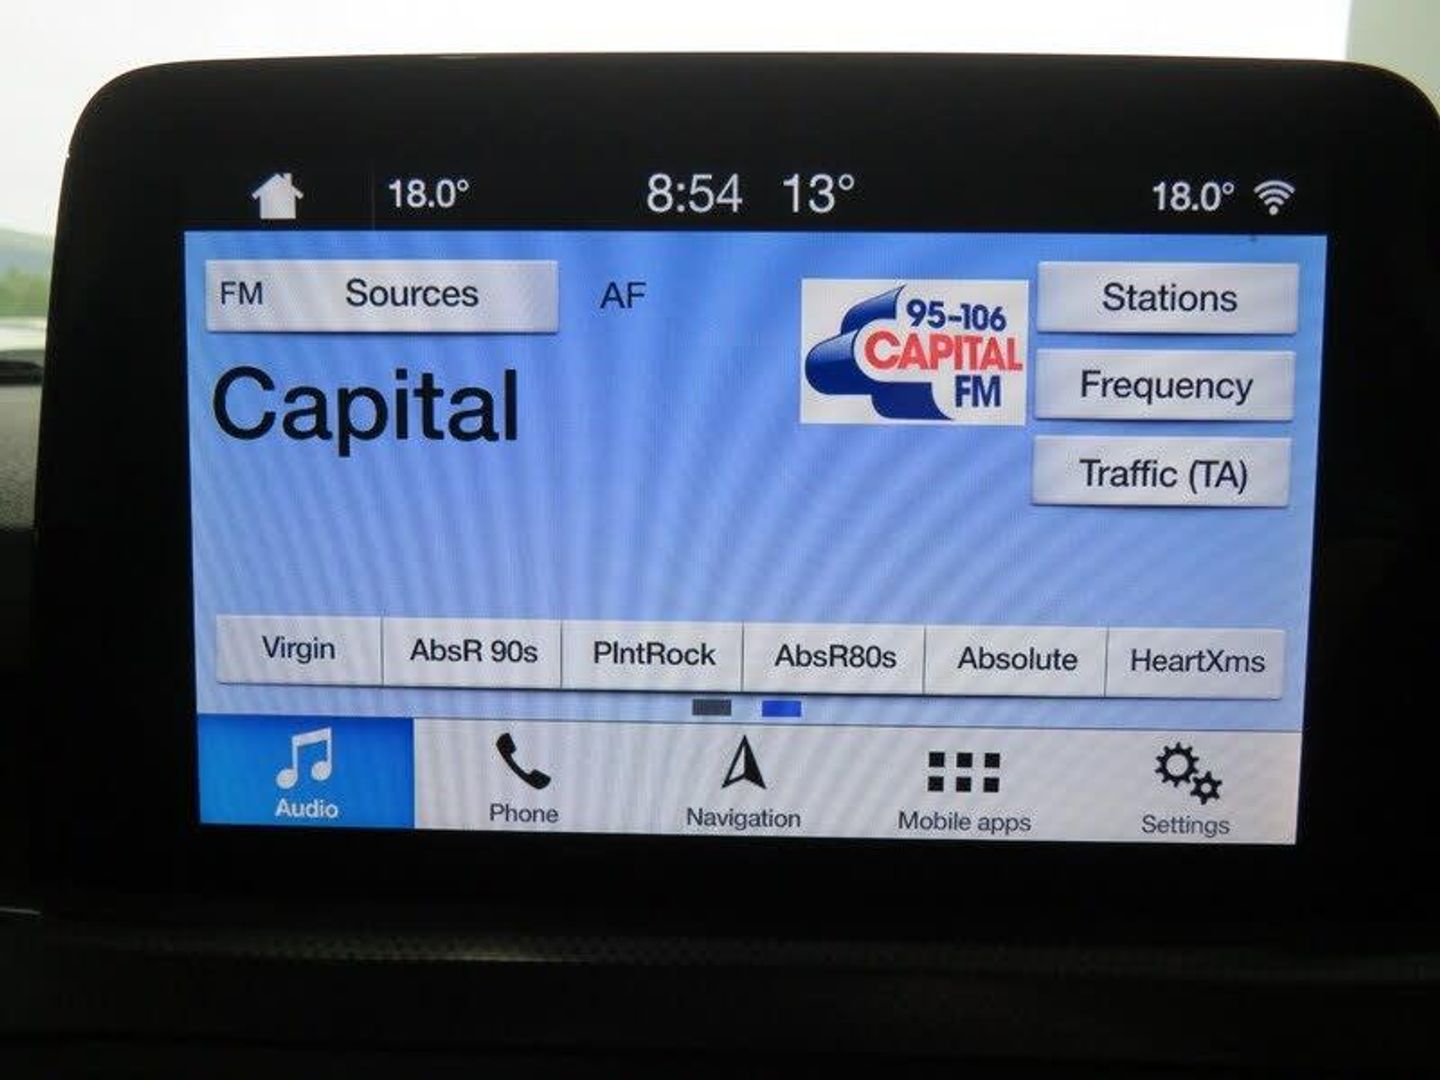 18.0° 8:54 13° 18.0°
FM Sources AF
95-106
CAPITAL
FM
Stations
Frequency
Traffic (TA)
Capital
Virgin AbsR 90s PlntRock AbsR80s Absolute HeartXms
Audio Phone Navigation Mobile apps Settings